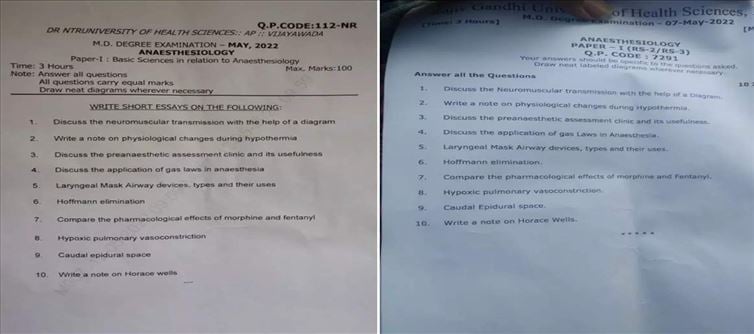 Q.P.CODE:112-NR
DR NTRUNIVERSITY OF HEALTH SCIENCES:: AP :: VIJAYAWADA
M.D. DEGREE EXAMINATION – MAY, 2022
ANAESTHESIOLOGY
Paper-I : Basic Sciences in relation to Anaesthesiology
Time: 3 Hours Max. Marks:100
Note: Answer all questions
All questions carry equal marks
Draw neat diagrams wherever necessary
WRITE SHORT ESSAYS ON THE FOLLOWING:
1. Discuss the neuromuscular transmission with the help of a diagram
2. Write a note on physiological changes during hypothermia
3. Discuss the preanaesthetic assessment clinic and its usefulness
4. Discuss the application of gas laws in anaesthesia
5. Laryngeal Mask Airway devices, types and their uses
6. Hoffmann elimination
7. Compare the pharmacological effects of morphine and fentanyl
8. Hypoxic pulmonary vasoconstriction
9. Caudal epidural space
10. Write a note on Horace wells
Gandhi of Health Sciences,
[Time: 3 Hours] M.D. Degree Examination - 07-May-2022 [M
ANAESTHESIOLOGY
PAPER – I (RS-2/RS-3)
Q.P. CODE : 7291
Your answers should be specific to the questions asked.
Draw neat labeled diagrams wherever necessary.
Answer all the Questions
10
1. Discuss the Neuromuscular transmission with the help of a Diagram.
2. Write a note on physiological changes during Hypothermia.
3. Discuss the preanaesthetic assessment clinic and its usefulness.
4. Discuss the application of gas Laws in Anaesthesia.
5. Laryngeal Mask Airway devices, types and their uses.
6. Hoffmann elimination.
7. Compare the pharmacological effects of morphine and Fentanyl.
8. Hypoxic pulmonary vasoconstriction.
9. Caudal Epidural space.
10. Write a note on Horace Wells.
* * * * *